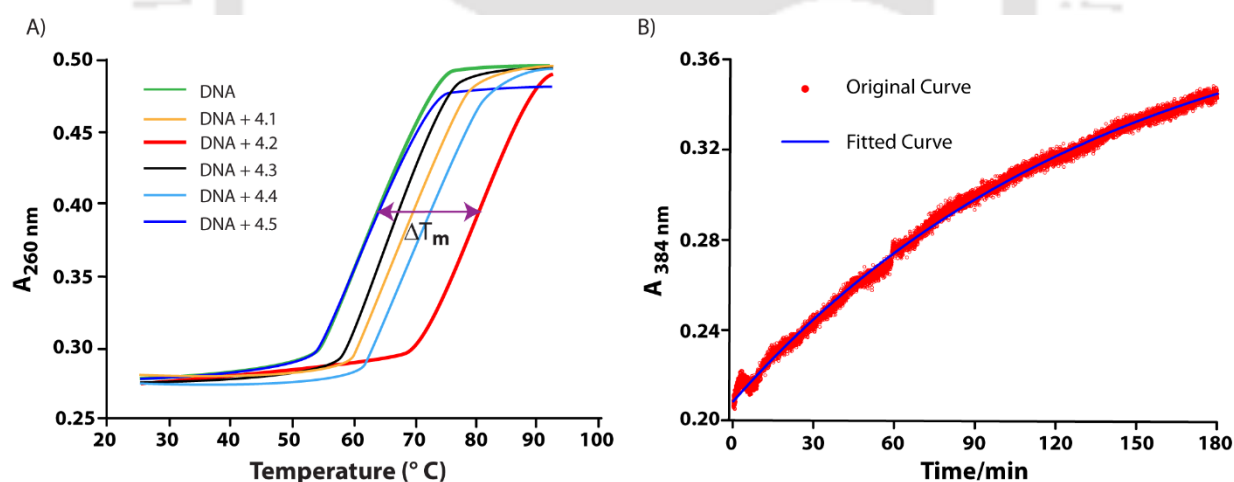 A)
B)
0.50
0.45
0.40
0.35
0.30
0.25
A260 nm
20
30
40
50
60
70
80
90
100
Temperature (° C)
DNA
DNA + 4.1
DNA + 4.2
DNA + 4.3
DNA + 4.4
DNA + 4.5
ΔTm
0.36
0.32
0.28
0.24
0.20
A 384 nm
0
30
60
90
120
150
180
Time/min
Original Curve
Fitted Curve